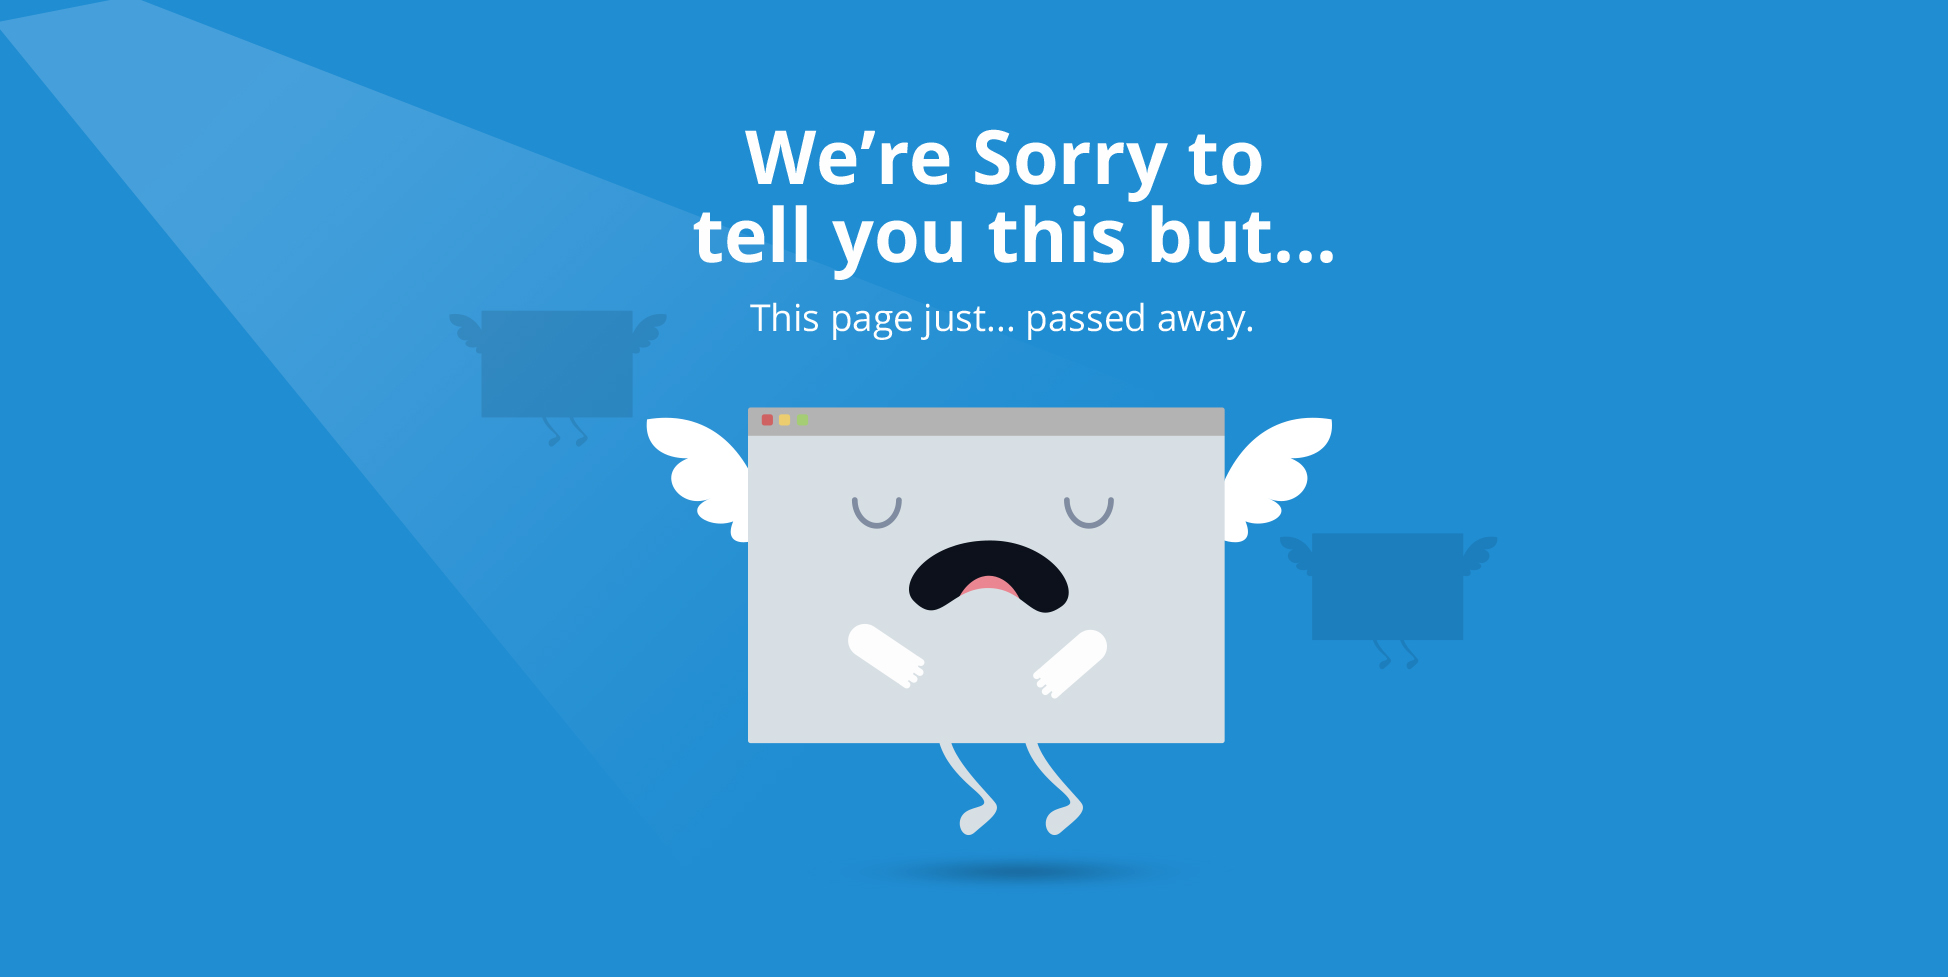 We’re Sorry to
tell you this but...
This page just... passed away.